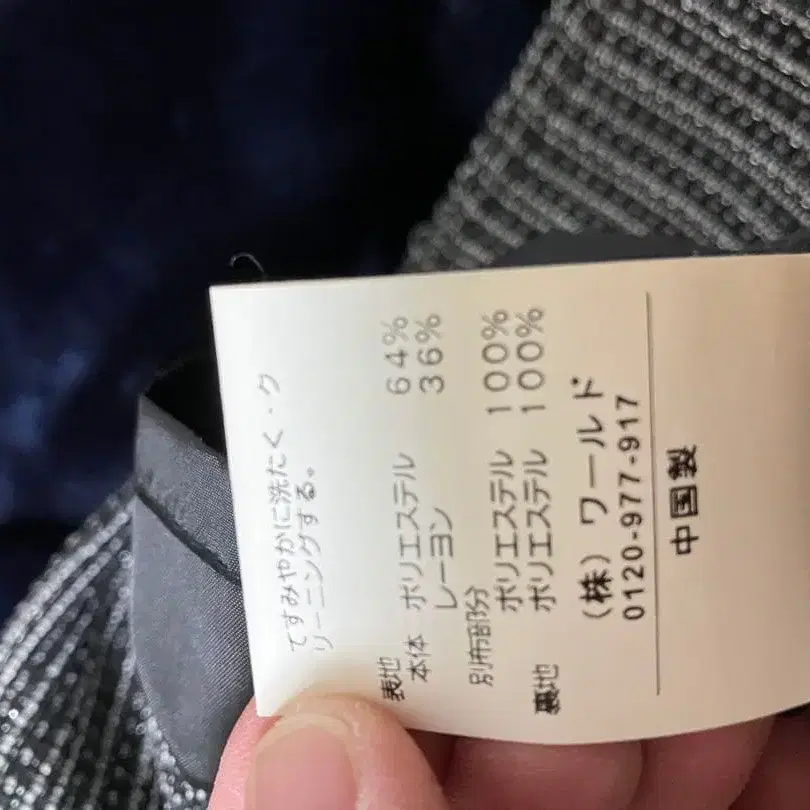 てすみやかに洗たく・ク
リーニングする。
表地
本体 ポリエステル 64%
レーヨン 36%
別布部分
ポリエステル 100%
裏地 ポリエステル 100%
(株) ワールド
0120-977-917
中国製